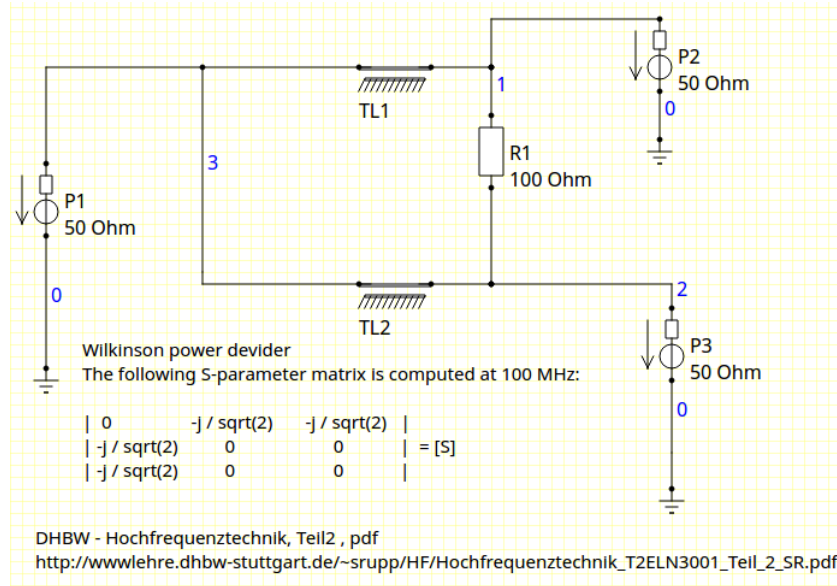 P2
50 Ohm
0
TL1
1
3
R1
100 Ohm
P1
50 Ohm
0
2
TL2
P3
50 Ohm
0
Wilkinson power devider
The following S-parameter matrix is computed at 100 MHz:
| 0 -j / sqrt(2) -j / sqrt(2) |
| -j / sqrt(2) 0 0 | = [S]
| -j / sqrt(2) 0 0 |
DHBW - Hochfrequenztechnik, Teil2 , pdf
http://wwwlehre.dhbw-stuttgart.de/~srupp/HF/Hochfrequenztechnik_T2ELN3001_Teil_2_SR.pdf